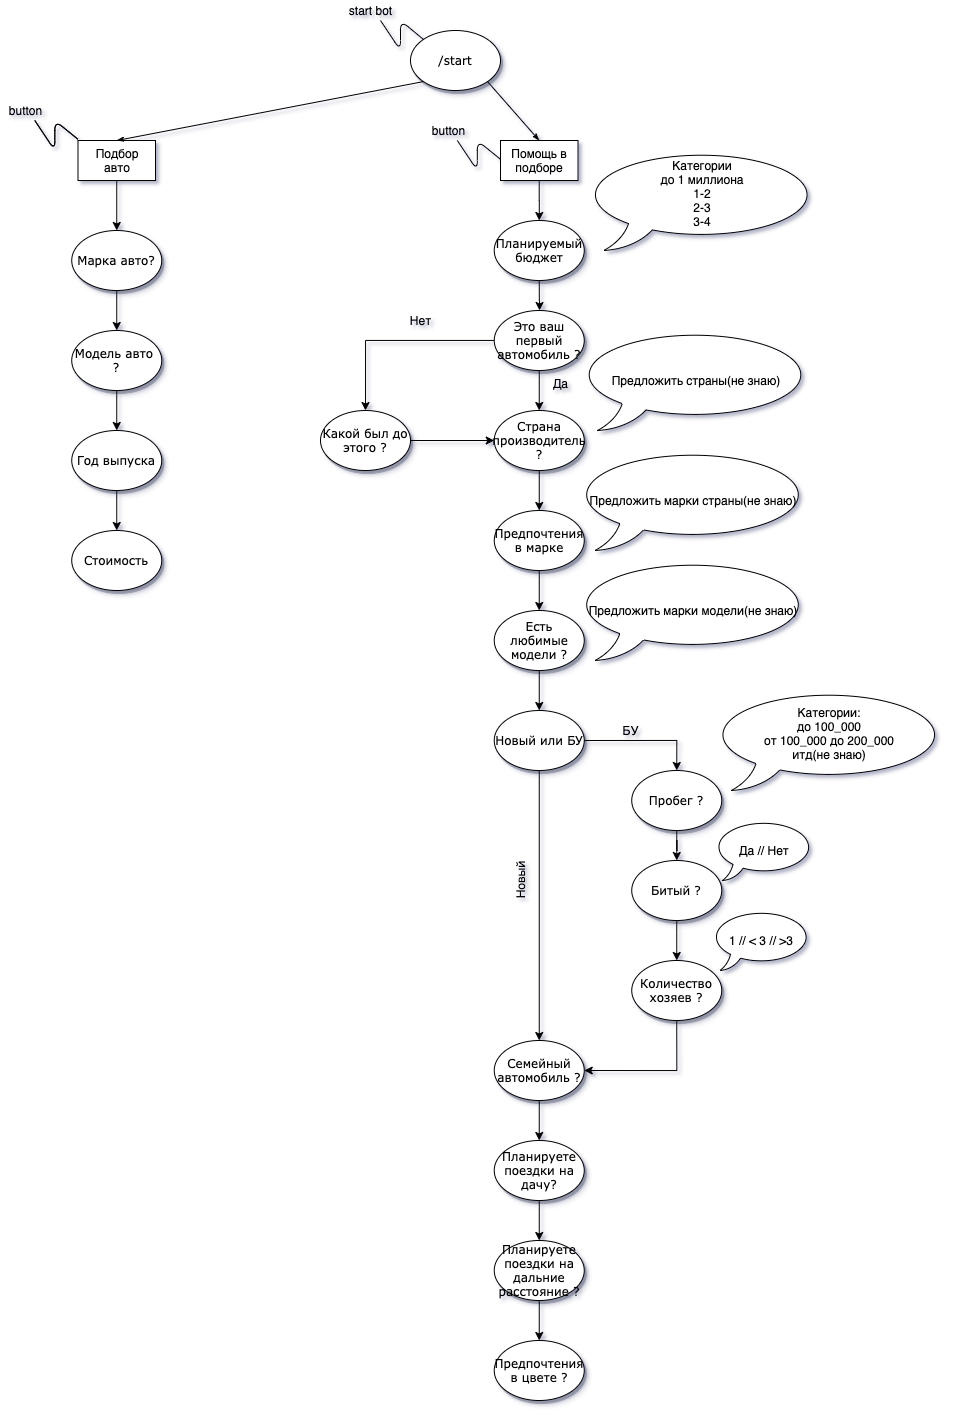 start bot
/start
button
Подбор
авто
button
Помощь в
подборе
Категории
до 1 миллиона
1-2
2-3
3-4
Марка авто?
Планируемый
бюджет
Нет
Это ваш
первый
автомобиль ?
Модель авто
?
Да
Предложить страны(не знаю)
Какой был до
этого ?
Страна
производитель
?
Год выпуска
Предложить марки страны(не знаю)
Предпочтения
в марке
Стоимость
Предложить марки модели(не знаю)
Есть
любимые
модели ?
Категории:
до 100_000
от 100_000 до 200_000
итд(не знаю)
Новый или БУ
БУ
Пробег ?
Да // Нет
Новый
Битый ?
1 // < 3 // >3
Количество
хозяев ?
Семейный
автомобиль ?
Планируете
поездки на
дачу?
Планируете
поездки на
дальние
расстояние ?
Предпочтения
в цвете ?